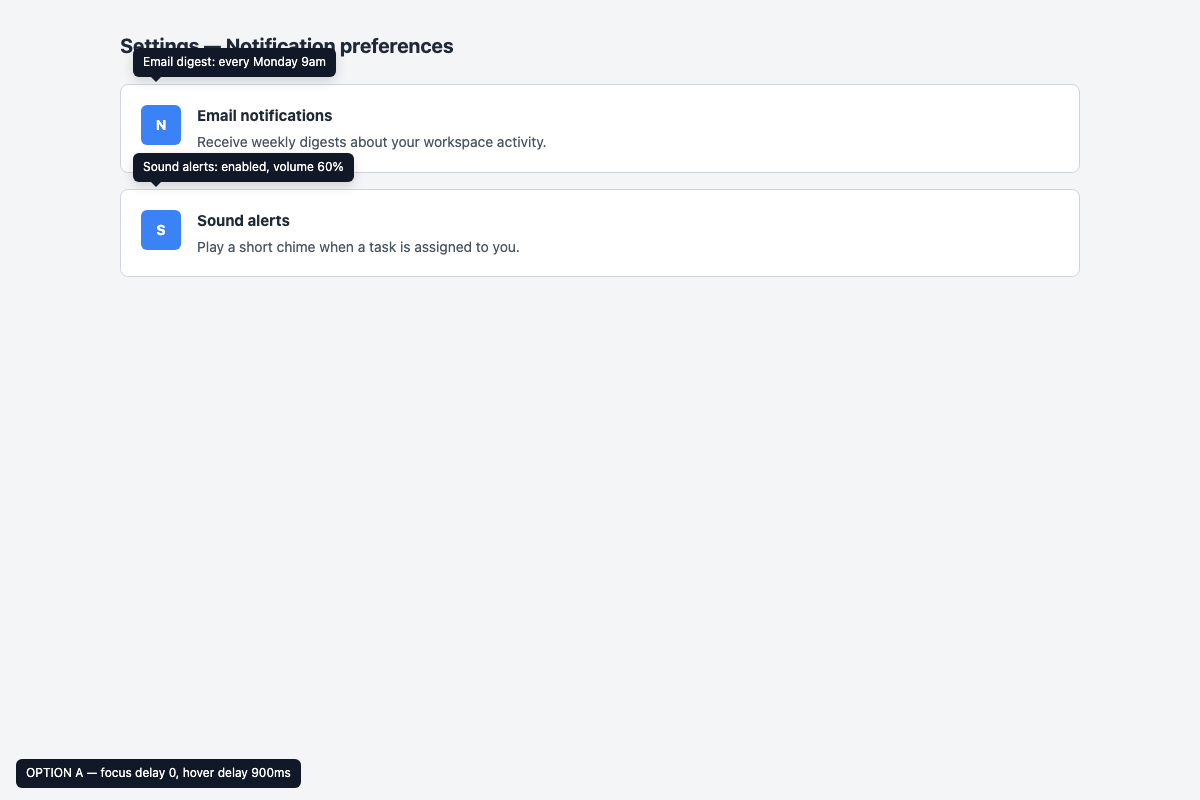 Settings — Notification preferences
Email digest: every Monday 9am
N
Email notifications
Receive weekly digests about your workspace activity.
Sound alerts: enabled, volume 60%
S
Sound alerts
Play a short chime when a task is assigned to you.
OPTION A — focus delay 0, hover delay 900ms